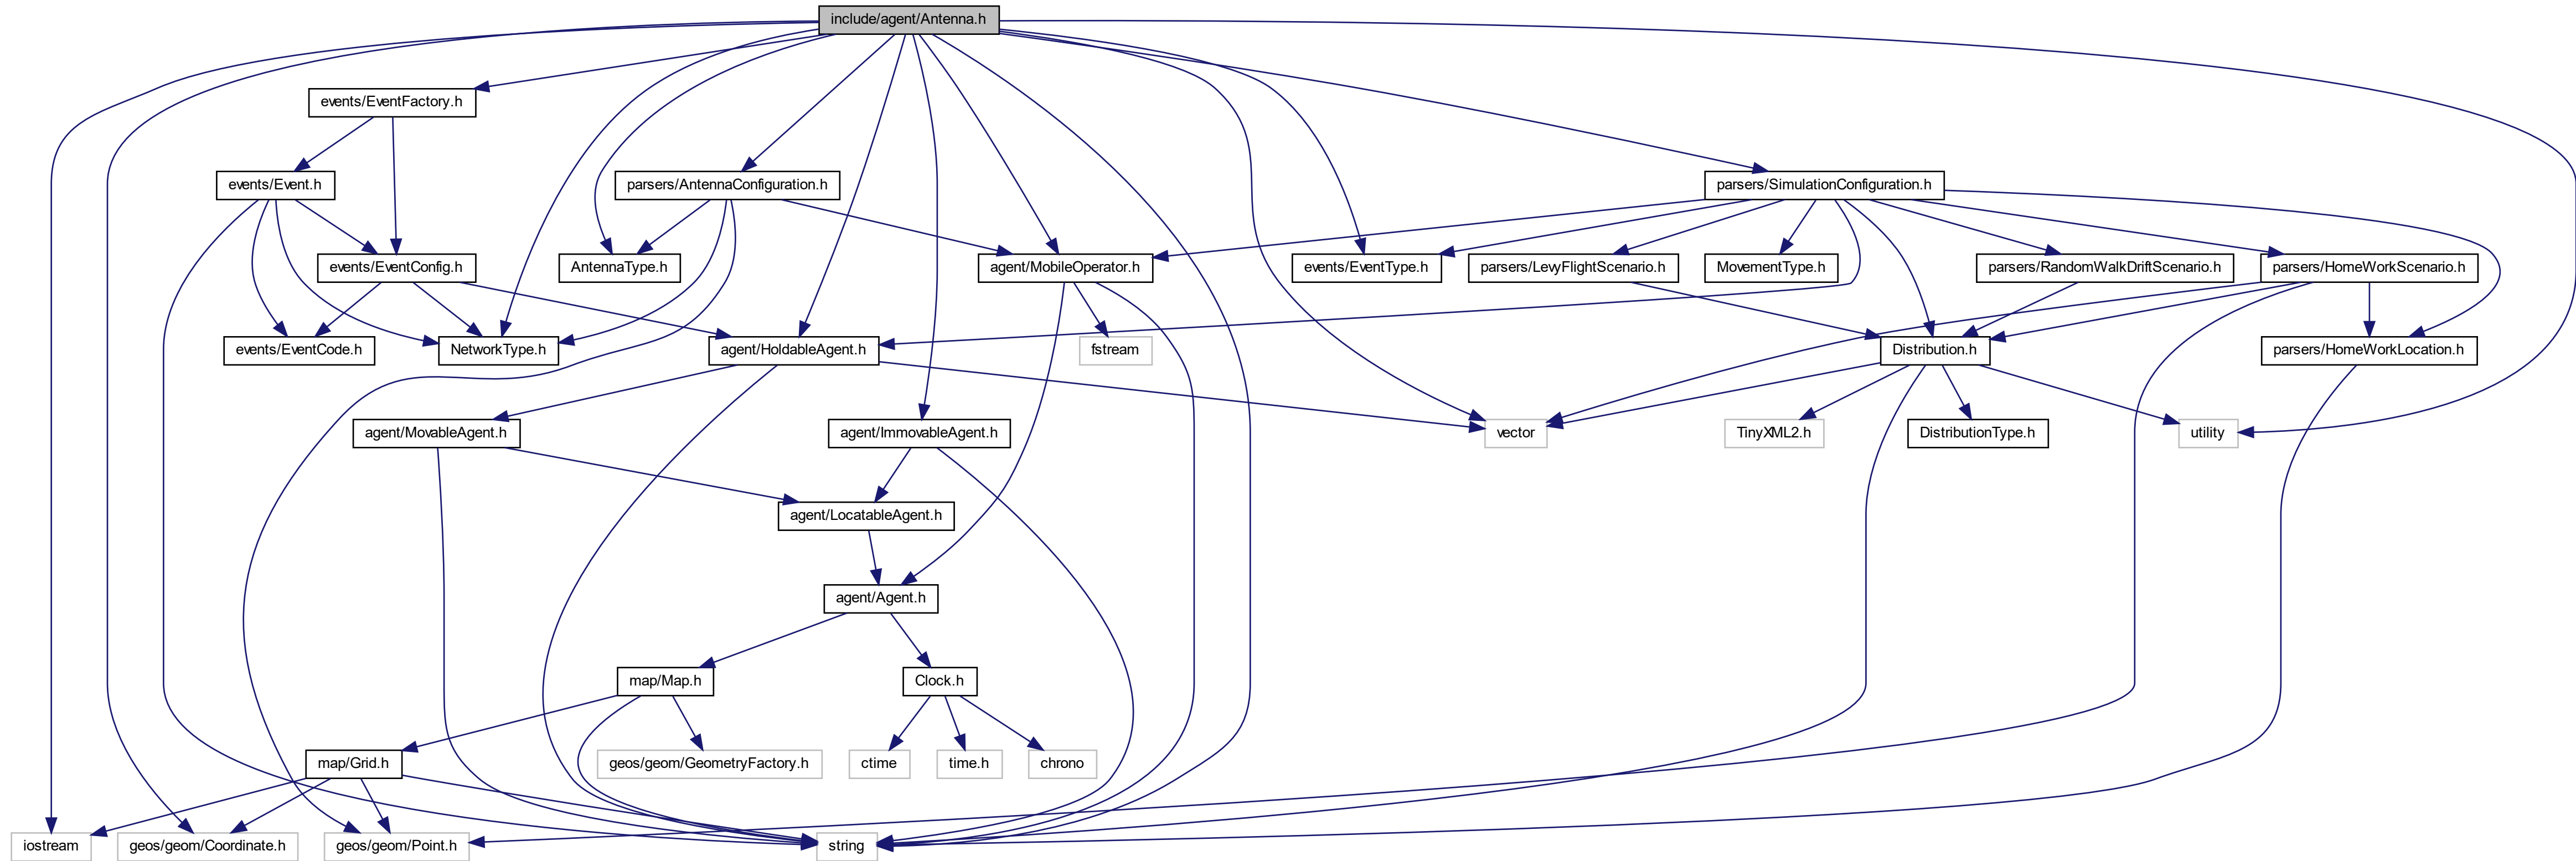 include/agent/Antenna.h
events/EventFactory.h
events/Event.h
parsers/AntennaConfiguration.h
parsers/SimulationConfiguration.h
events/EventConfig.h
AntennaType.h
agent/MobileOperator.h
events/EventType.h
parsers/LevyFlightScenario.h
MovementType.h
parsers/RandomWalkDriftScenario.h
parsers/HomeWorkScenario.h
events/EventCode.h
NetworkType.h
agent/HoldableAgent.h
fstream
Distribution.h
parsers/HomeWorkLocation.h
agent/MovableAgent.h
agent/ImmovableAgent.h
vector
TinyXML2.h
DistributionType.h
utility
agent/LocatableAgent.h
agent/Agent.h
map/Map.h
Clock.h
map/Grid.h
geos/geom/GeometryFactory.h
ctime
time.h
chrono
iostream
geos/geom/Coordinate.h
geos/geom/Point.h
string